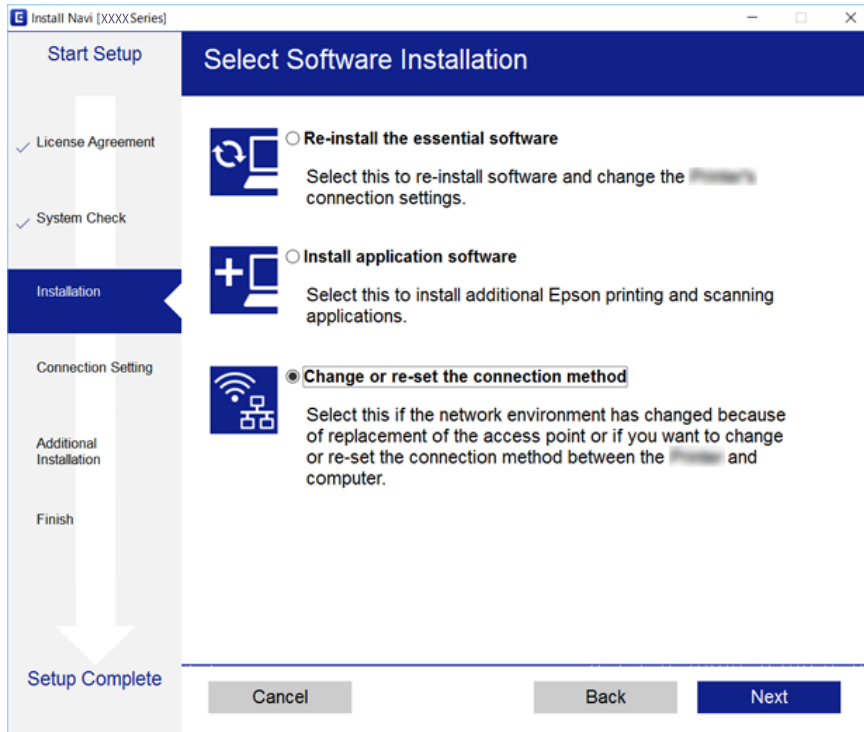 E Install Navi [XXXX Series]
Start Setup
License Agreement
System Check
Installation
Connection Setting
Additional
Installation
Finish
Setup Complete
Select Software Installation
Re-install the essential software
Select this to re-install software and change the
connection settings.
Install application software
Select this to install additional Epson printing and scanning
applications.
Change or re-set the connection method
Select this if the network environment has changed because
of replacement of the access point or if you want to change
or re-set the connection method between the and
computer.
Cancel
Back
Next